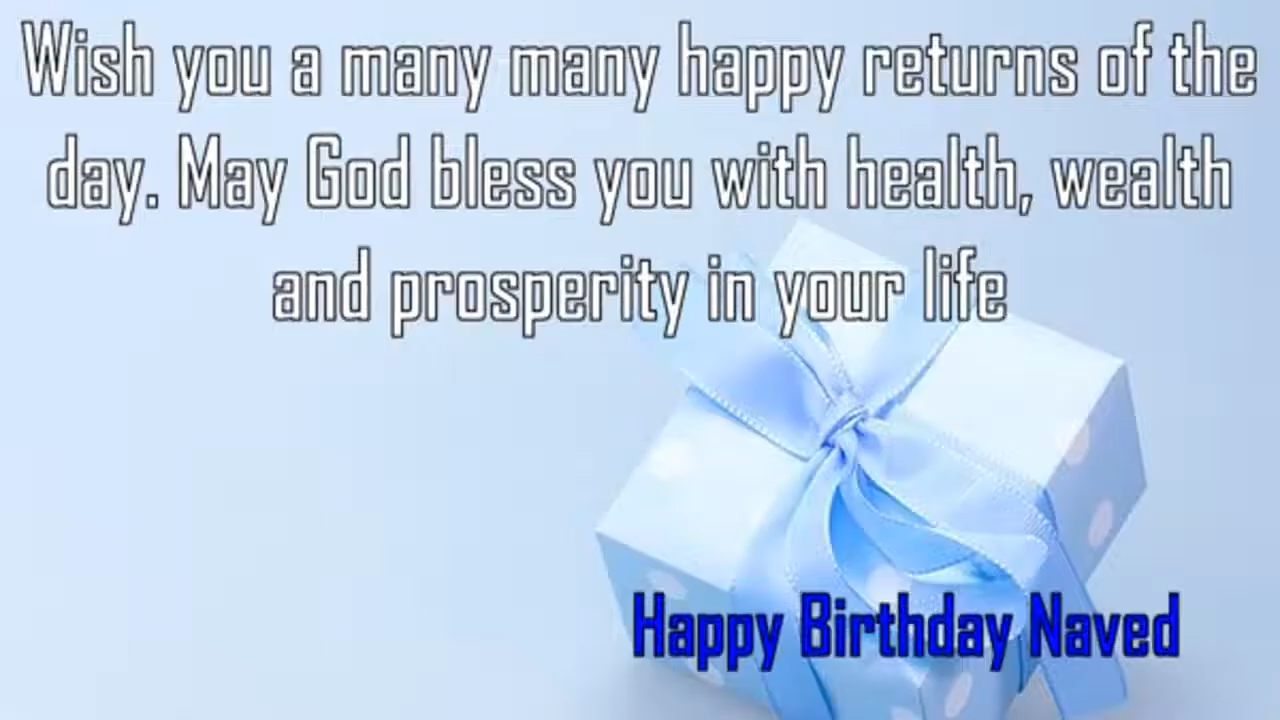 Wish you a many many happy returns of the
day. May God bless you with health, wealth
and prosperity in your life
Happy Birthday Naved